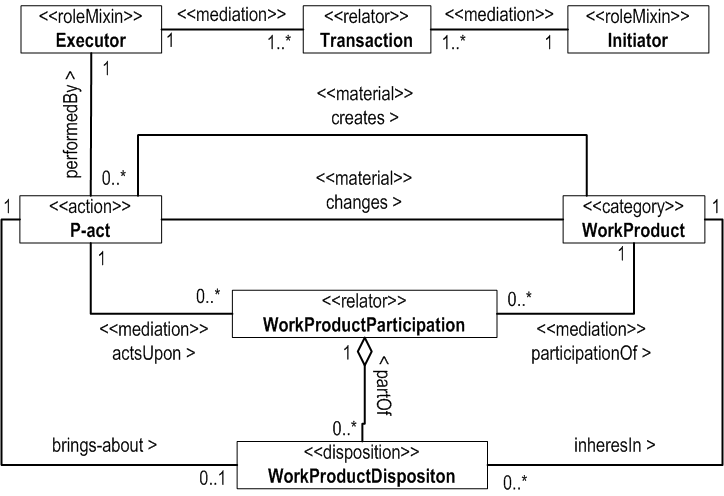 <<roleMixin>>
Executor
1
<<mediation>>
1..*
<<relator>>
Transaction
1..*
<<mediation>>
1
<<roleMixin>>
Initiator
1
performedBy >
0..*
<<material>>
creates >
<<material>>
changes >
1
<<action>>
P-act
1
<<category>>
WorkProduct
1
1
0..*
<<relator>>
WorkProductParticipation
0..*
<<mediation>>
actsUpon >
<<mediation>>
participationOf >
1
< partOf
0..*
brings-about >
0..1
<<disposition>>
WorkProductDispositon
inheresIn >
0..*